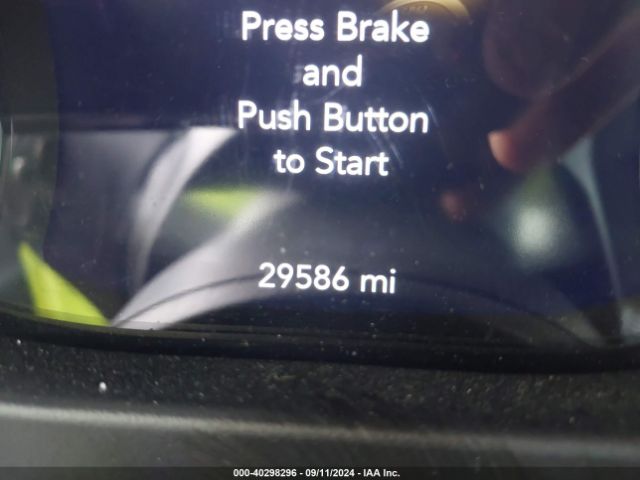 Press Brake
and
Push Button
to Start
29586 mi
000-40298296 - 09/11/2024 - IAA Inc.